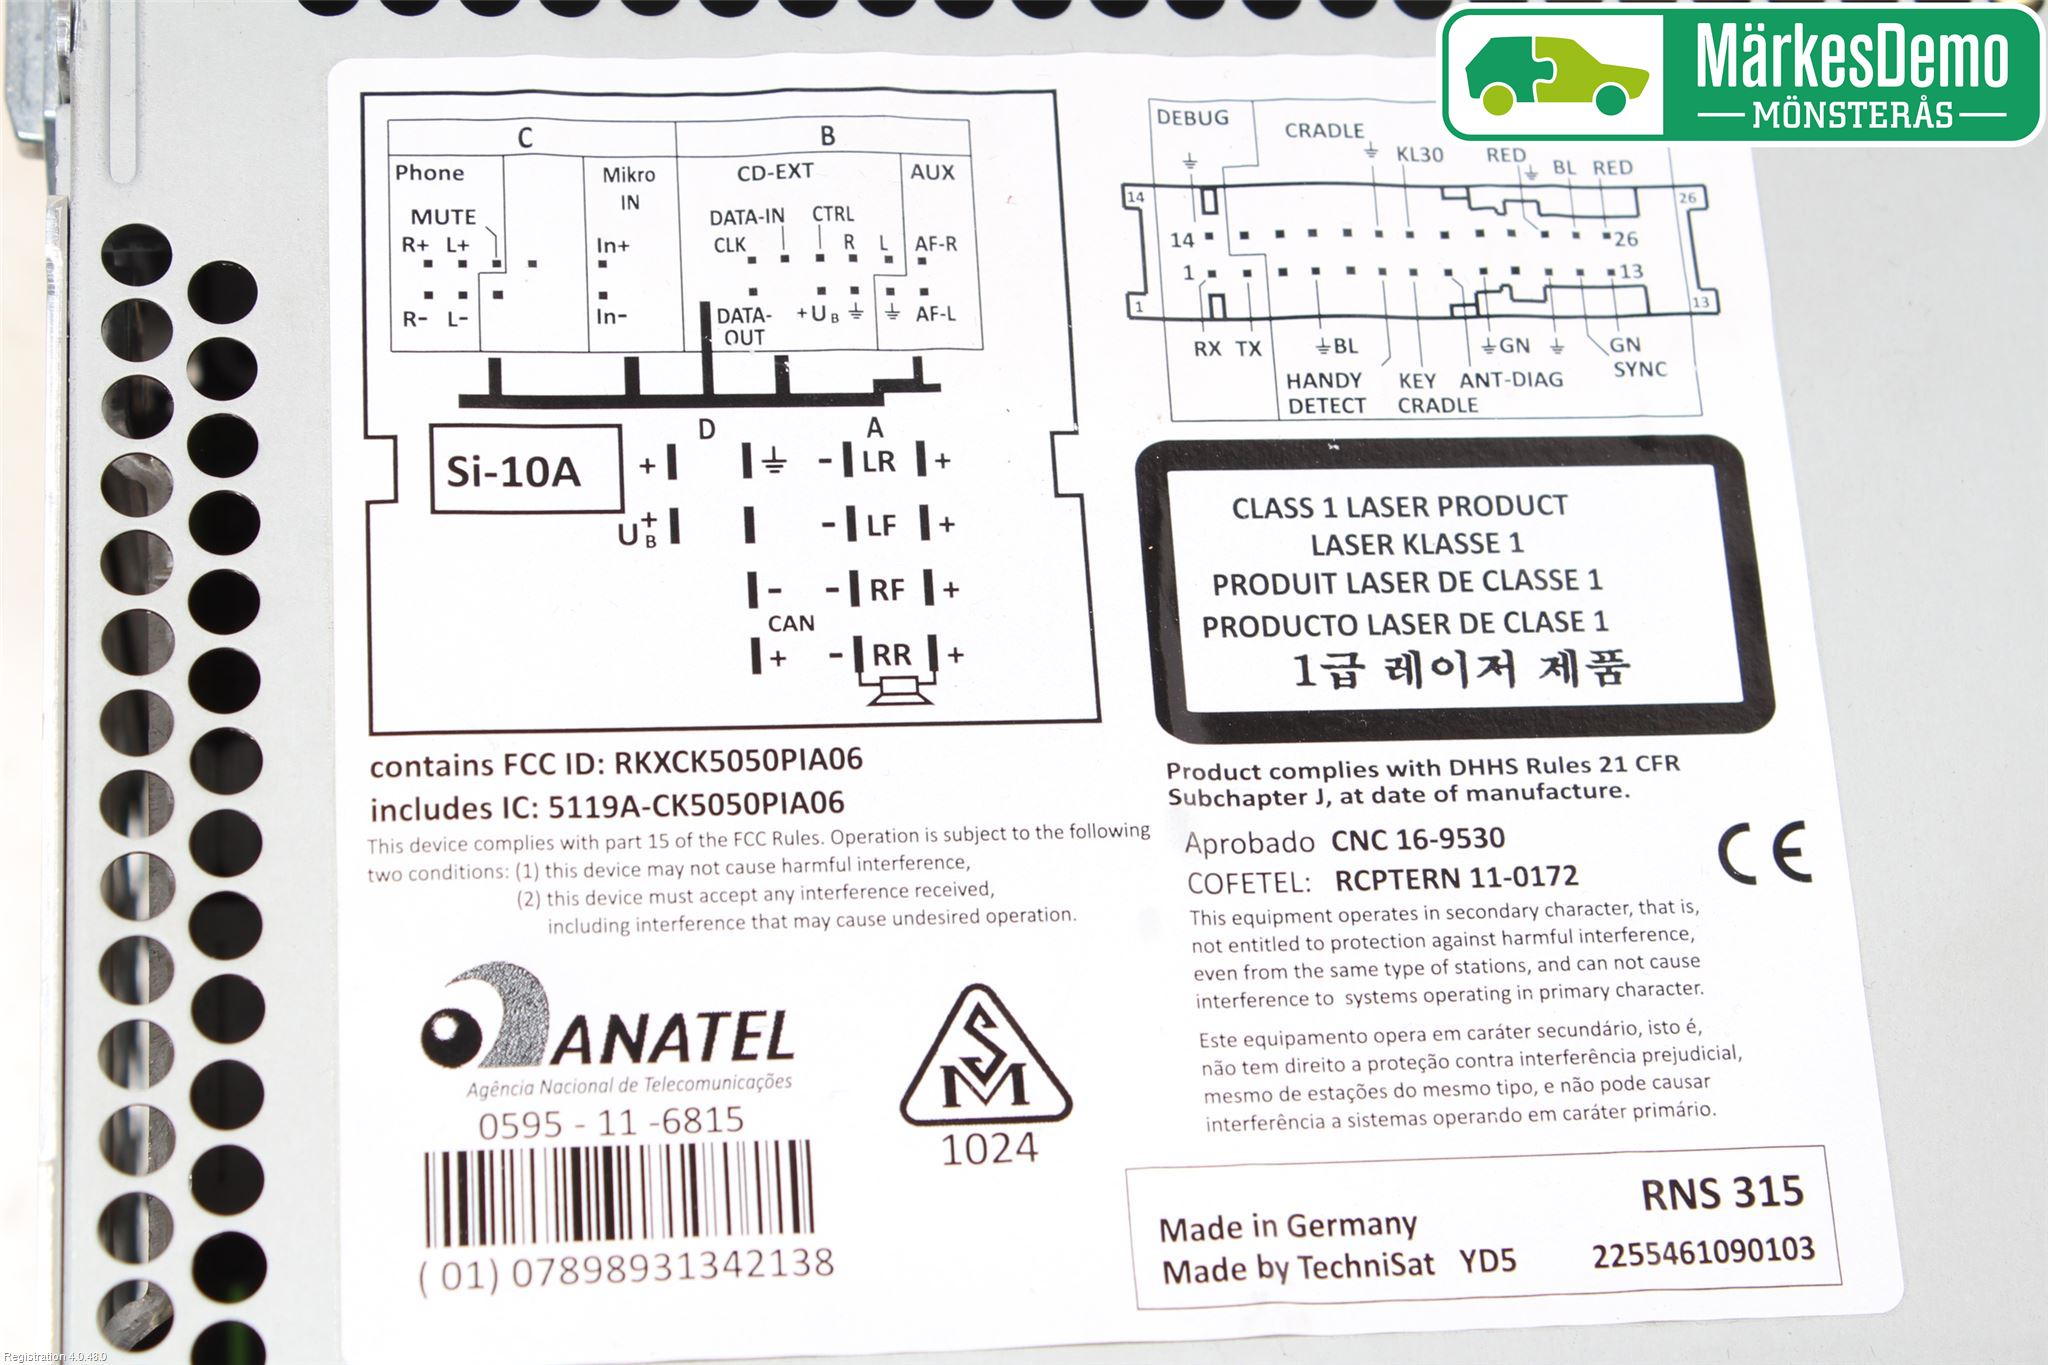 MärkesDemo
MÖNSTERÅS
C B
Phone
Mikro
IN
CD-EXT
AUX
MUTE
DATA-IN CTRL
R+ L+
In+
CLK
R L
AF-R
R- L-
In-
DATA-
OUT
+UB
AF-L
D A
Si-10A
+
- LR +
U+B
- LF +
-
- RF +
CAN
+
- RR +
DEBUG
CRADLE
KL30
RED
BL RED
14 26
14 26
1 13
1 13
RX TX
BL
GN
GN
SYNC
HANDY
DETECT
KEY
CRADLE
ANT-DIAG
CLASS 1 LASER PRODUCT
LASER KLASSE 1
PRODUIT LASER DE CLASSE 1
PRODUCTO LASER DE CLASE 1
1급 레이저 제품
contains FCC ID: RKXCK5050PIA06
includes IC: 5119A-CK5050PIA06
This device complies with part 15 of the FCC Rules. Operation is subject to the following
two conditions: (1) this device may not cause harmful interference,
(2) this device must accept any interference received,
including interference that may cause undesired operation.
Product complies with DHHS Rules 21 CFR
Subchapter J, at date of manufacture.
Aprobado CNC 16-9530
COFETEL: RCPTERN 11-0172
CE
This equipment operates in secondary character, that is,
not entitled to protection against harmful interference,
even from the same type of stations, and can not cause
interference to systems operating in primary character.
Este equipamento opera em caráter secundário, isto é,
não tem direito a proteção contra interferência prejudicial,
mesmo de estações do mesmo tipo, e não pode causar
interferência a sistemas operando em caráter primário.
ANATEL
Agência Nacional de Telecomunicações
0595 - 11 -6815
( 01) 07898931342138
SM
1024
RNS 315
Made in Germany
Made by TechniSat YD5 2255461090103
Registration 4.0.48.0